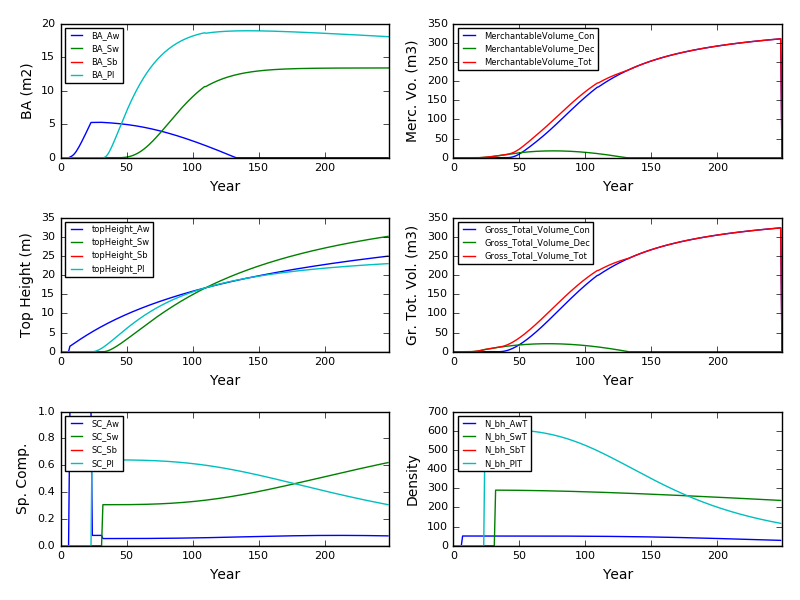 20
15
10
5
0
BA (m2)
BA_Aw
BA_Sw
BA_Sb
BA_Pl
0 50 100 150 200
Year
350
300
250
200
150
100
50
0
Merc. Vo. (m3)
MerchantableVolume_Con
MerchantableVolume_Dec
MerchantableVolume_Tot
0 50 100 150 200
Year
35
30
25
20
15
10
5
0
Top Height (m)
topHeight_Aw
topHeight_Sw
topHeight_Sb
topHeight_Pl
0 50 100 150 200
Year
350
300
250
200
150
100
50
0
Gr. Tot. Vol. (m3)
Gross_Total_Volume_Con
Gross_Total_Volume_Dec
Gross_Total_Volume_Tot
0 50 100 150 200
Year
1.0
0.8
0.6
0.4
0.2
0.0
Sp. Comp.
SC_Aw
SC_Sw
SC_Sb
SC_Pl
0 50 100 150 200
Year
700
600
500
400
300
200
100
0
Density
N_bh_AwT
N_bh_SwT
N_bh_SbT
N_bh_PlT
0 50 100 150 200
Year